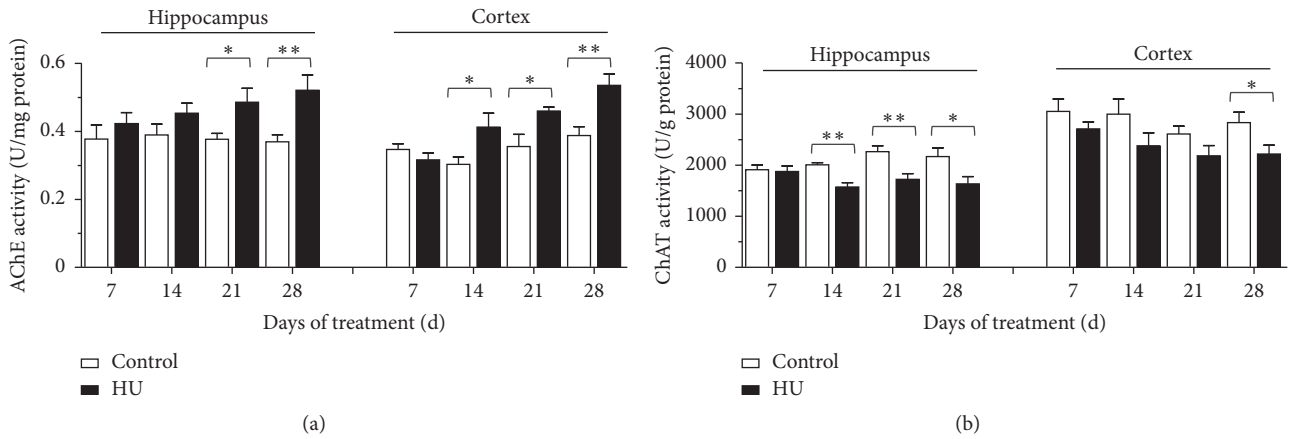 Hippocampus
Cortex
AChE activity (U/mg protein)
0.6
0.4
0.2
0
*
**
*
*
**
7 14 21 28 7 14 21 28
Days of treatment (d)
Control
HU
(a)
Hippocampus
Cortex
ChAT activity (U/g protein)
4000
3000
2000
1000
0
**
**
*
*
7 14 21 28 7 14 21 28
Days of treatment (d)
Control
HU
(b)